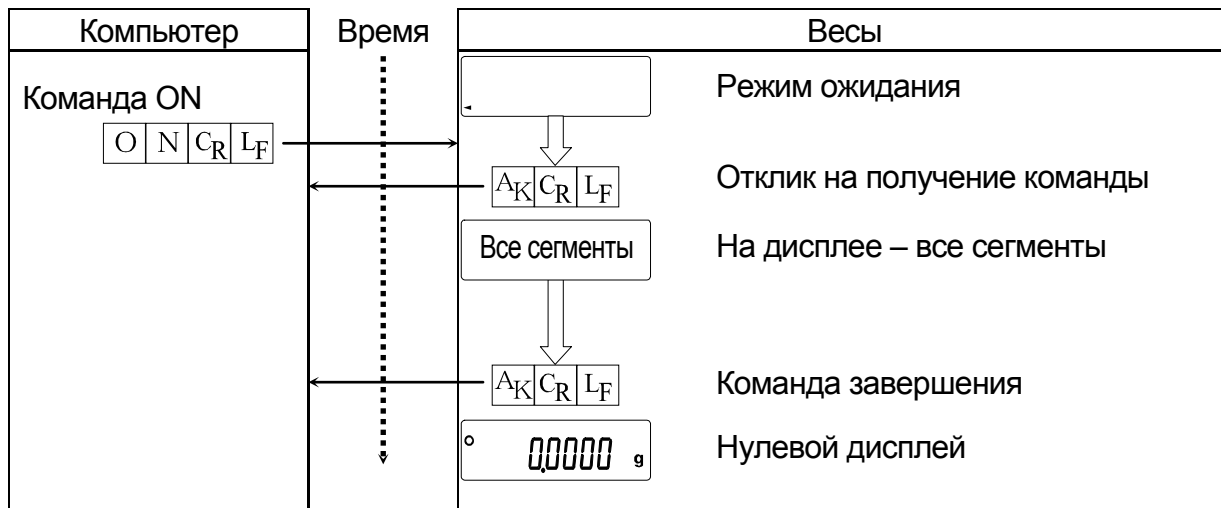 Компьютер Время Весы
Режим ожидания
Команда ON
O N CR LF
AK CR LF Отклик на получение команды
Все сегменты На дисплее – все сегменты
AK CR LF Команда завершения
0.0000 g Нулевой дисплей